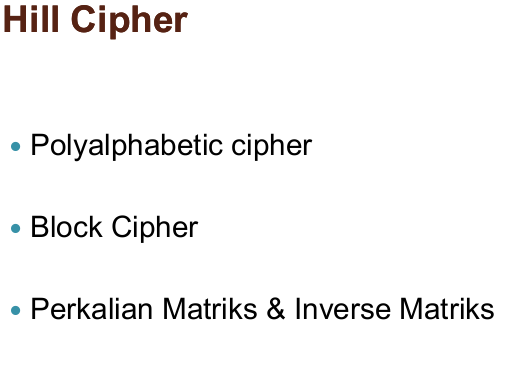 Hill Cipher
• Polyalphabetic cipher
• Block Cipher
• Perkalian Matriks & Inverse Matriks